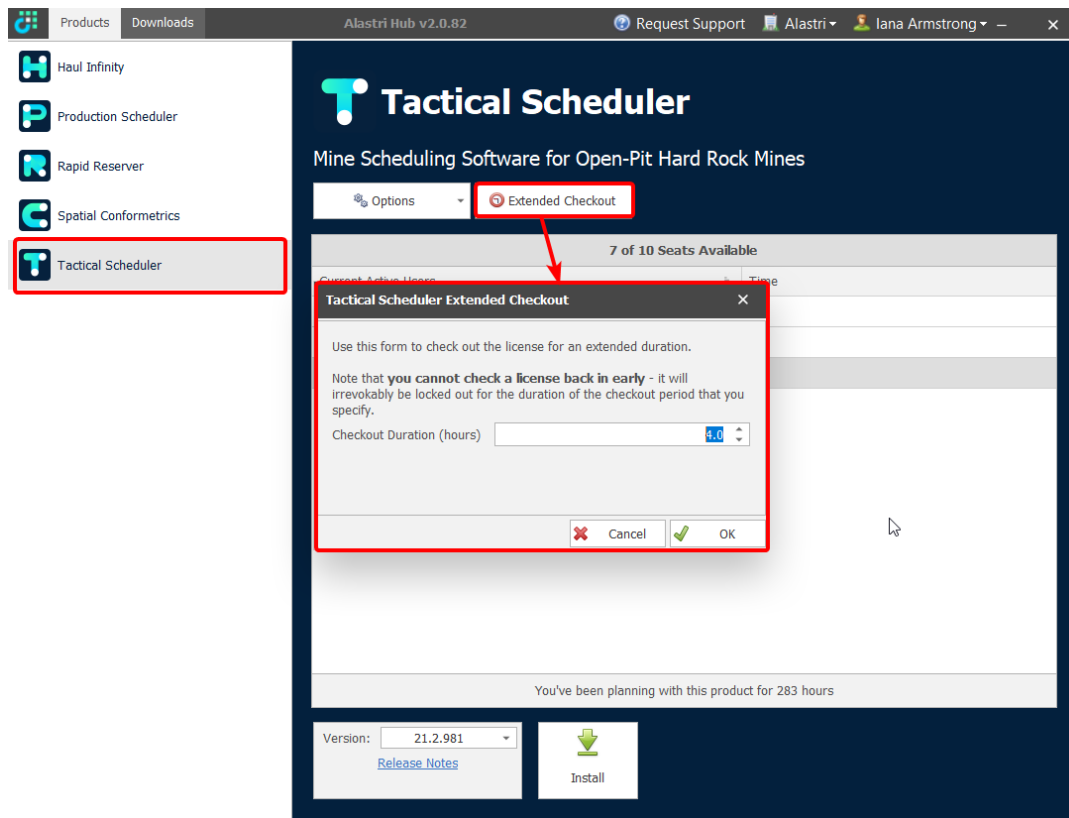 Products Downloads Alastri Hub v2.0.82 Request Support Alastri Iana Armstrong
Haul Infinity
Production Scheduler
Rapid Reserver
Spatial Conformetrics
Tactical Scheduler
Tactical Scheduler
Mine Scheduling Software for Open-Pit Hard Rock Mines
Options Extended Checkout
7 of 10 Seats Available
Current Active Users Time
Tactical Scheduler Extended Checkout
Use this form to check out the license for an extended duration.
Note that you cannot check a license back in early - it will
irrevokably be locked out for the duration of the checkout period that you
specify.
Checkout Duration (hours) 4.0
Cancel OK
You've been planning with this product for 283 hours
Version: 21.2.981
Release Notes
Install